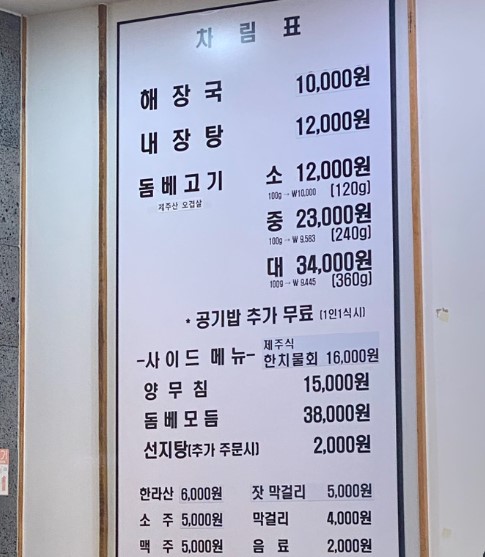 차림표
해장국 10,000원
내장탕 12,000원
돔베고기 소 12,000원
제주산 오겹살 100g → ₩10,000 (120g)
중 23,000원
100g → ₩ 9,583 (240g)
대 34,000원
100g → ₩ 9,445 (360g)
* 공기밥 추가 무료 (1인1식시)
-사이드 메뉴- 제주식
한치물회 16,000원
양무침 15,000원
돔베모듬 38,000원
선지탕(추가 주문시) 2,000원
한라산 6,000원 잣 막걸리 5,000원
소주 5,000원 막걸리 4,000원
맥주 5,000원 음료 2,000원